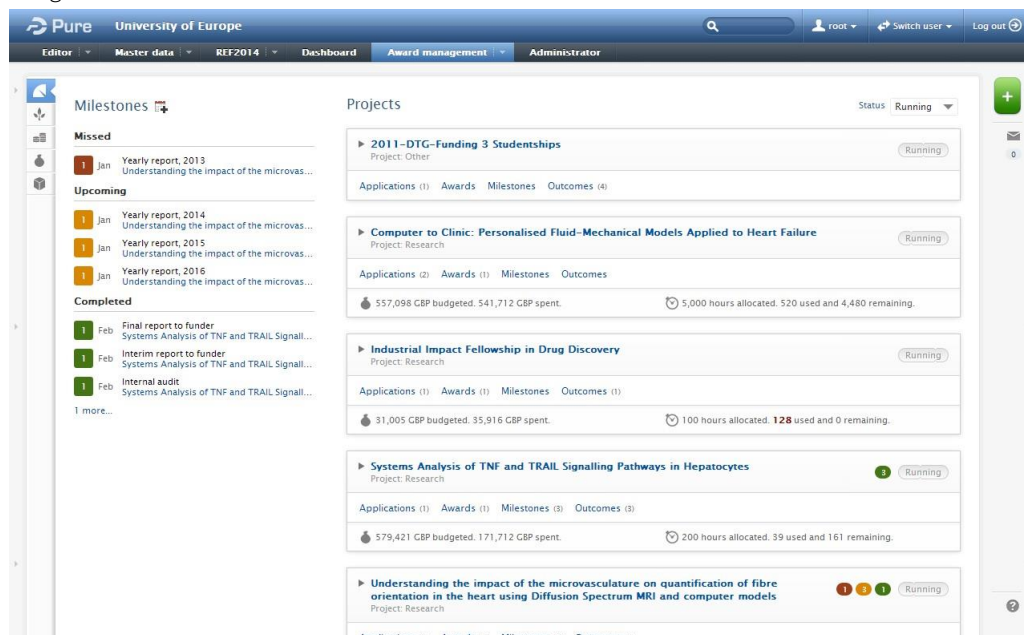 Pure University of Europe root Switch user Log out
Editor Master data REF2014 Dashboard Award management Administrator
Milestones
Missed
1 Jan Yearly report, 2013
Understanding the impact of the microvas...
Upcoming
1 Jan Yearly report, 2014
Understanding the impact of the microvas...
1 Jan Yearly report, 2015
Understanding the impact of the microvas...
1 Jan Yearly report, 2016
Understanding the impact of the microvas...
Completed
1 Feb Final report to funder
Systems Analysis of TNF and TRAIL Signall...
1 Feb Interim report to funder
Systems Analysis of TNF and TRAIL Signall...
1 Feb Internal audit
Systems Analysis of TNF and TRAIL Signall...
1 more...
Projects Status Running
2011-DTG-Funding 3 Studentships Running
Project: Other
Applications (1) Awards Milestones Outcomes (4)
Computer to Clinic: Personalised Fluid-Mechanical Models Applied to Heart Failure Running
Project: Research
Applications (2) Awards (1) Milestones Outcomes
557,098 GBP budgeted. 541,712 GBP spent. 5,000 hours allocated. 520 used and 4,480 remaining.
Industrial Impact Fellowship in Drug Discovery Running
Project: Research
Applications (1) Awards (1) Milestones Outcomes (1)
31,005 GBP budgeted. 35,916 GBP spent. 100 hours allocated. 128 used and 0 remaining.
Systems Analysis of TNF and TRAIL Signalling Pathways in Hepatocytes 3 Running
Project: Research
Applications (1) Awards (1) Milestones (3) Outcomes (3)
579,421 GBP budgeted. 171,712 GBP spent. 200 hours allocated. 39 used and 161 remaining.
Understanding the impact of the microvasculature on quantification of fibre
orientation in the heart using Diffusion Spectrum MRI and computer models 1 3 1 Running
Project: Research
+
0
?